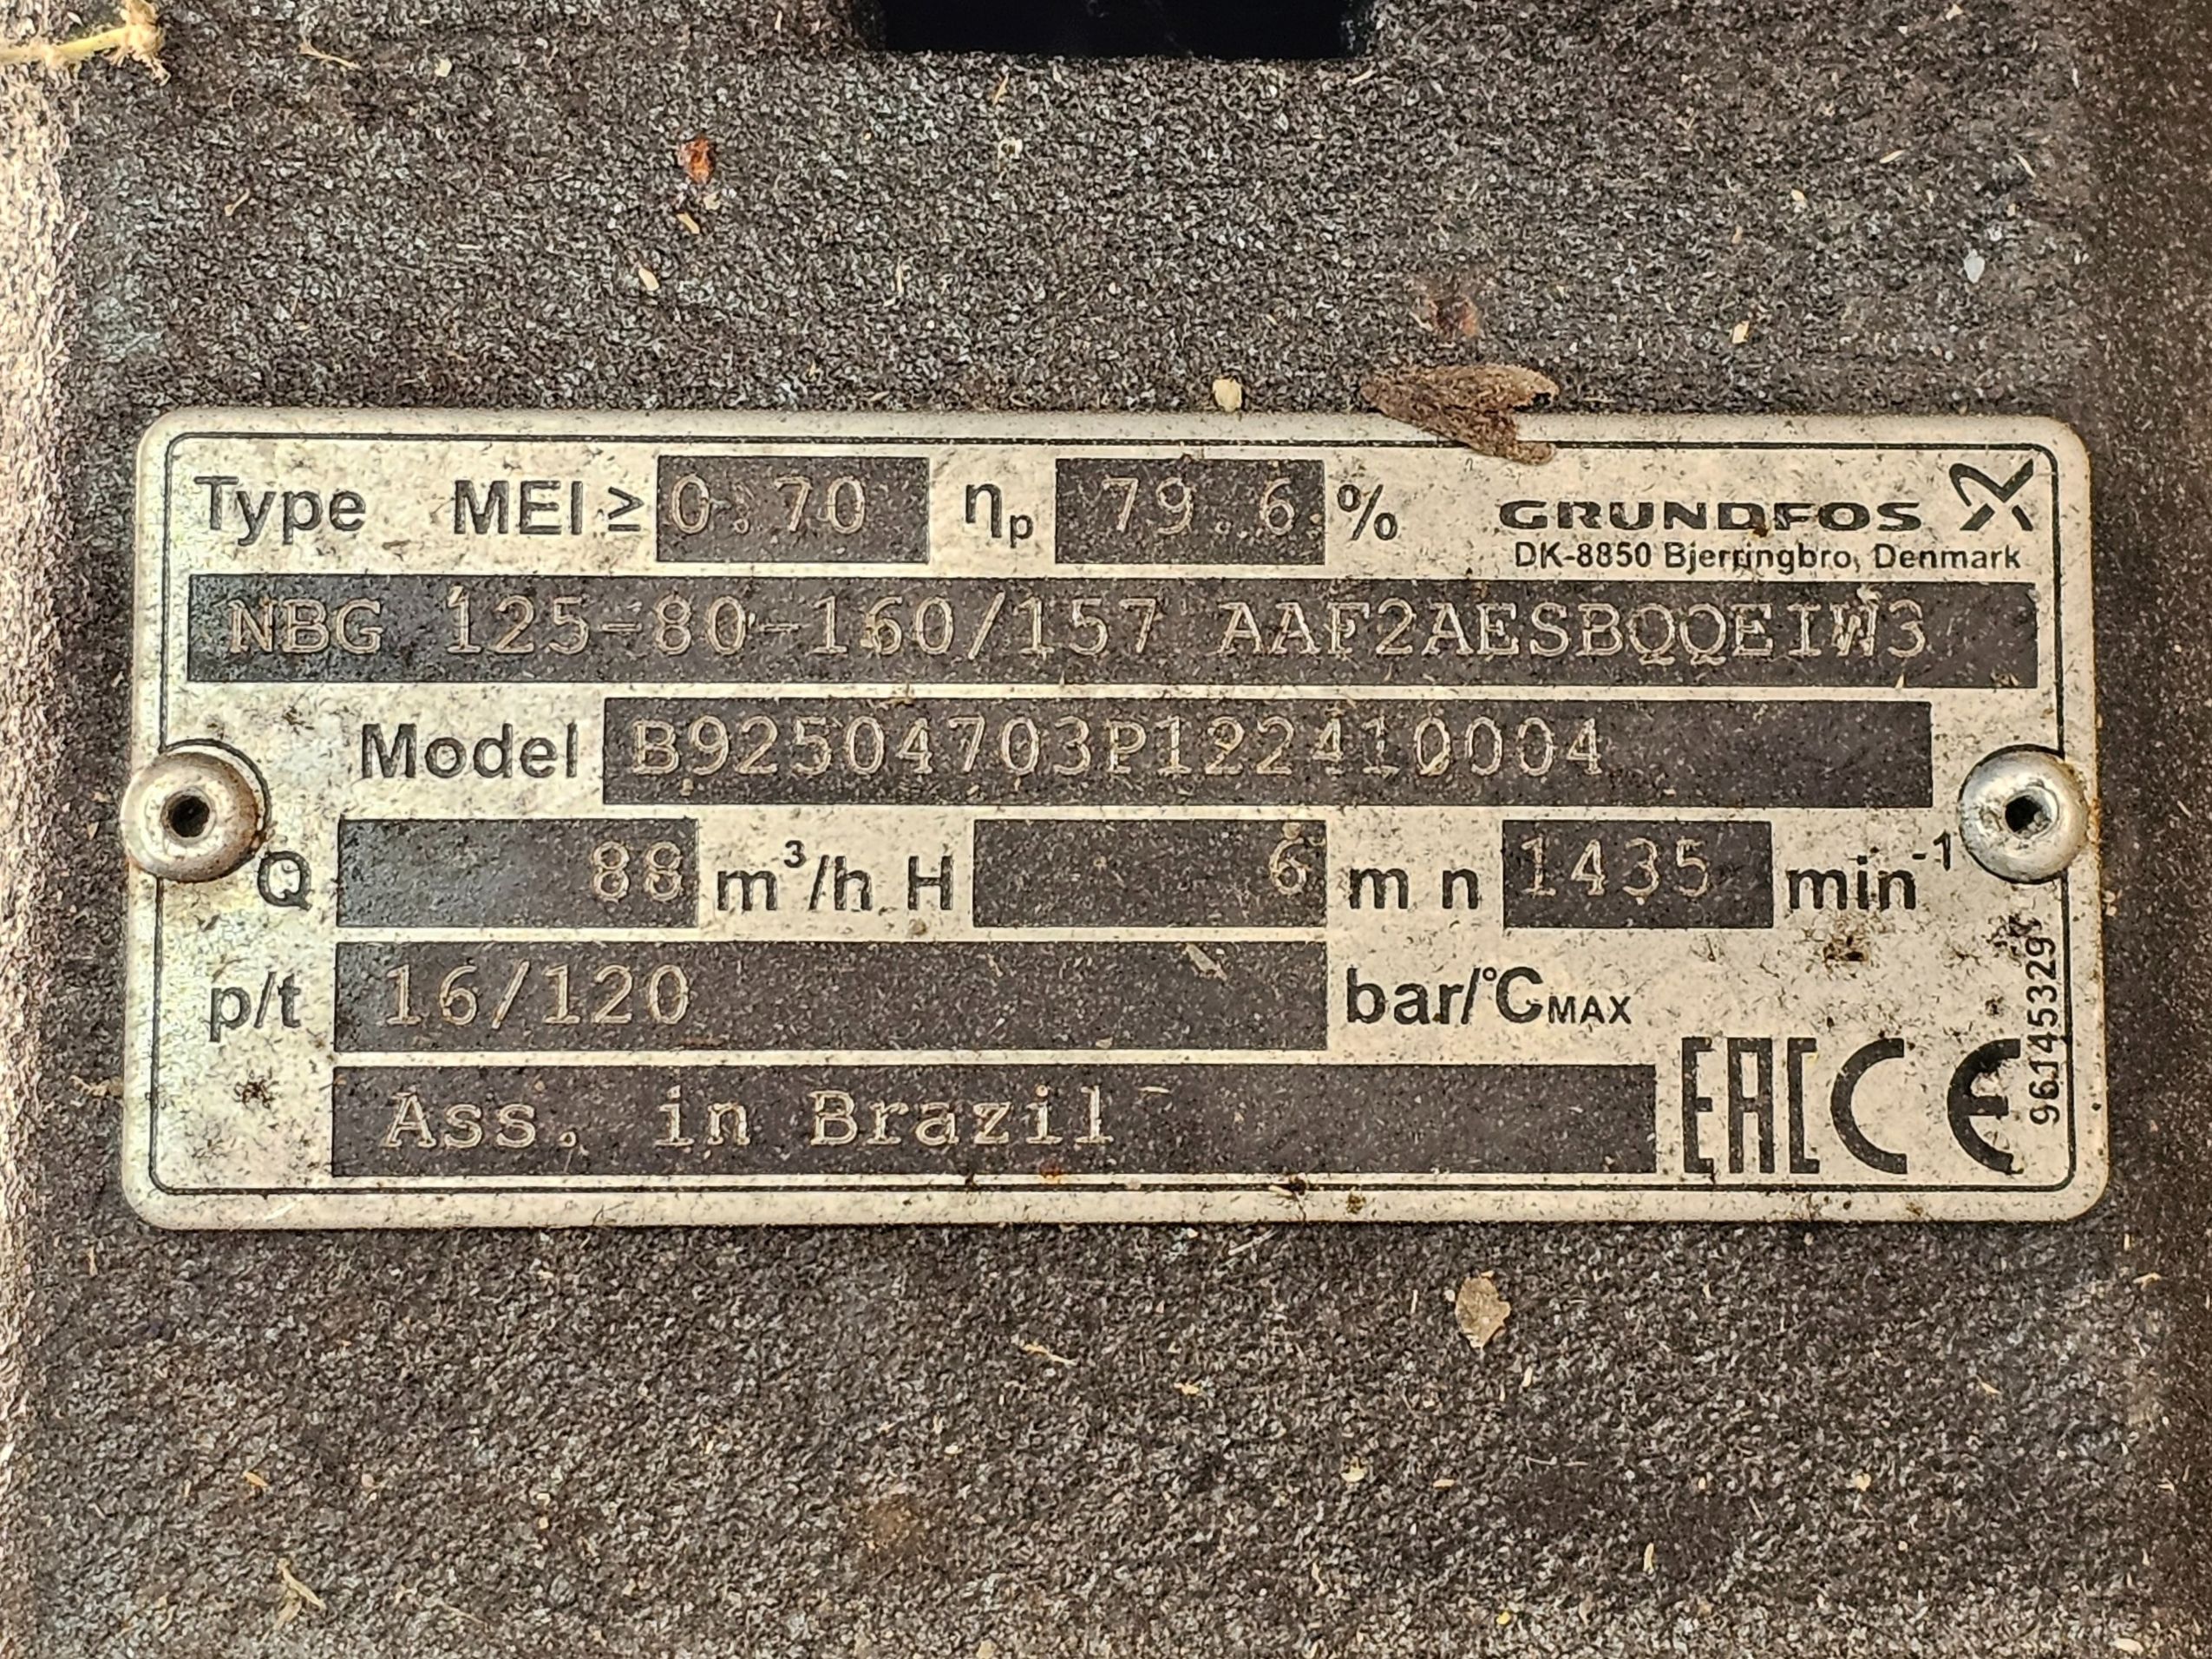 Type MEI ≥ 0.70 ηp 79.6 % GRUNDFOS
DK-8850 Bjerringbro, Denmark
NBG 125-80-160/157 AAF2AESBQQEIW3
Model B92504703P122410004
Q 88 m³/h H 6 m n 1435 min⁻¹
p/t 16/120 bar/°CMAX
Ass. in Brazil EAC CE
96145329